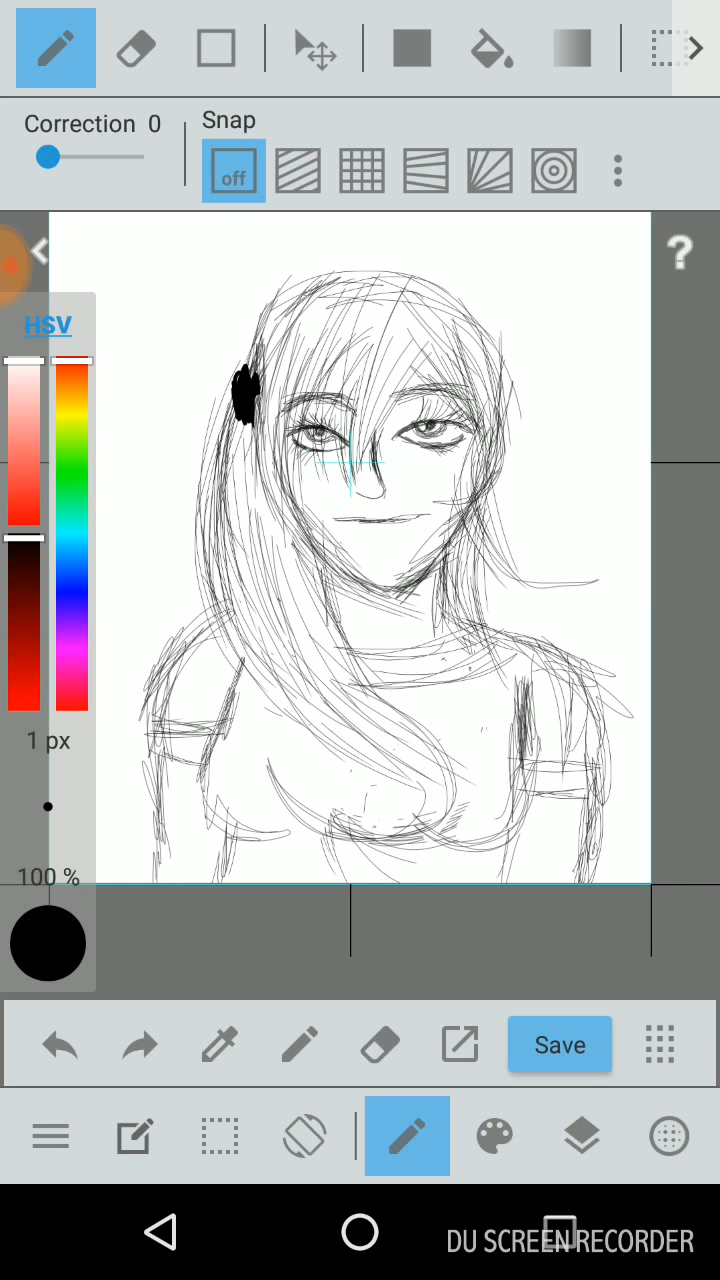 Correction 0
Snap
off
?
HSV
1 px
100 %
Save
DU SCREEN RECORDER